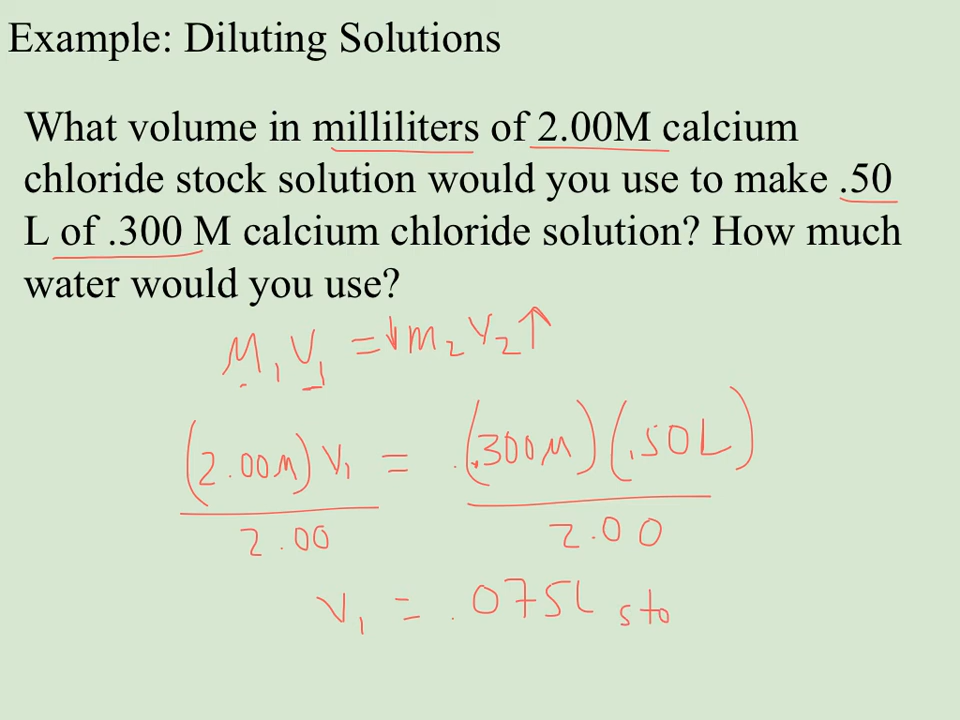 Example: Diluting Solutions
What volume in milliliters of 2.00M calcium
chloride stock solution would you use to make .50
L of .300 M calcium chloride solution? How much
water would you use?
M₁V₁ = ↓m₂V₂↑
(2.00M)V₁ = (.300M)(.50L)
2.00 2.00
V₁ = .075L sto